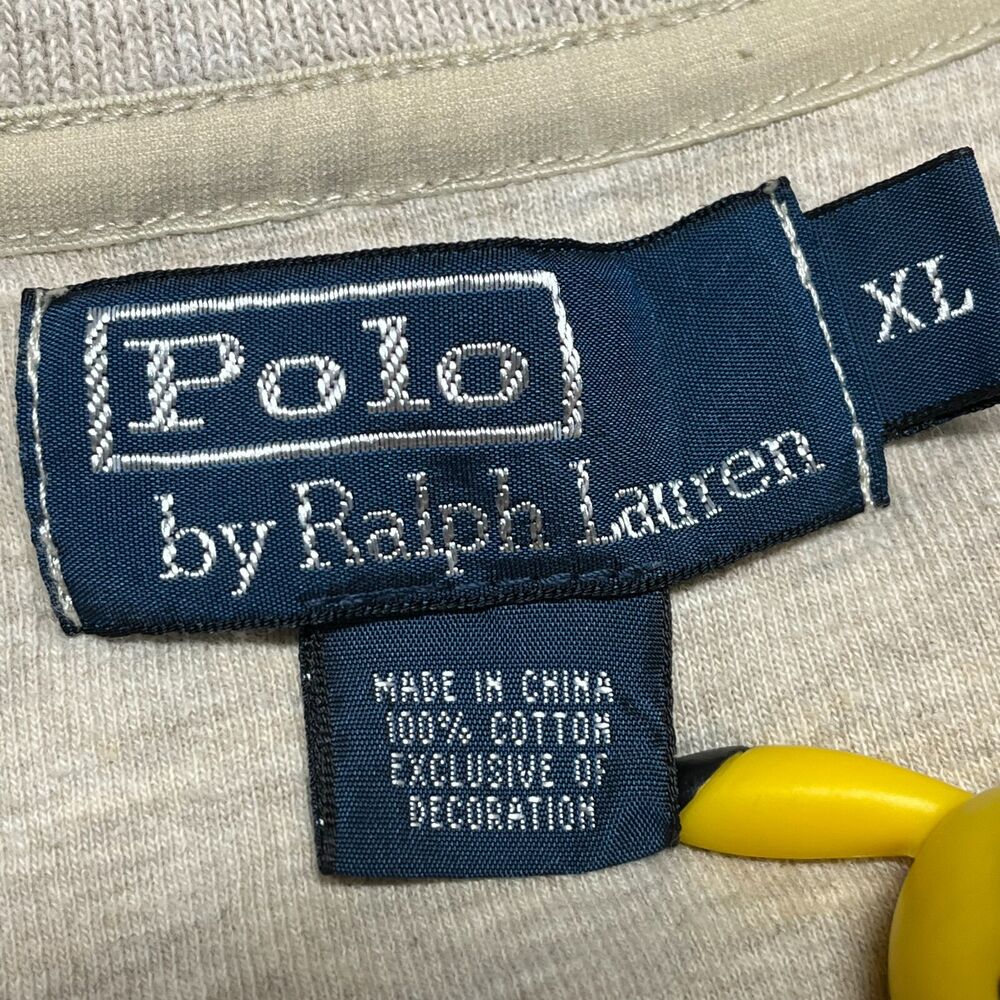 Polo
by Ralph Lauren
XL
MADE IN CHINA
100% COTTON
EXCLUSIVE OF
DECORATION